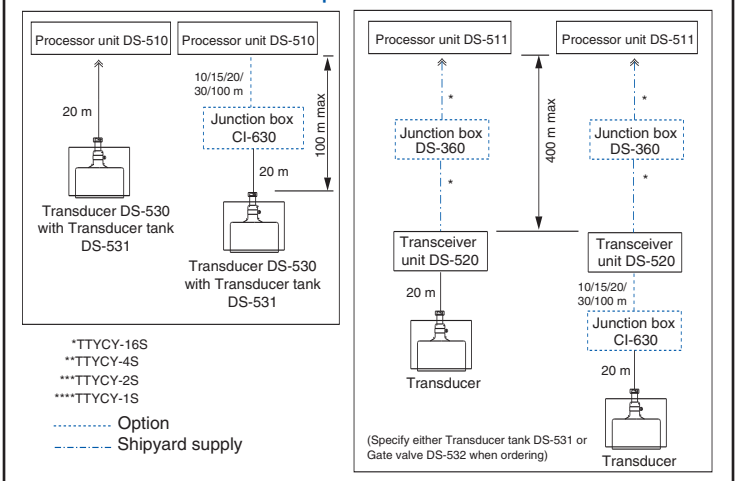 Processor unit DS-510
20 m
Transducer DS-530
with Transducer tank
DS-531
Processor unit DS-510
10/15/20/
30/100 m
Junction box
CI-630
20 m
100 m max
Transducer DS-530
with Transducer tank
DS-531
Processor unit DS-511
*
Junction box
DS-360
*
Transceiver
unit DS-520
20 m
Transducer
400 m max
Processor unit DS-511
*
Junction box
DS-360
*
Transceiver
unit DS-520
10/15/20/
30/100 m
Junction box
CI-630
20 m
Transducer
(Specify either Transducer tank DS-531 or
Gate valve DS-532 when ordering)
*TTYCY-16S
**TTYCY-4S
***TTYCY-2S
****TTYCY-1S
Option
Shipyard supply